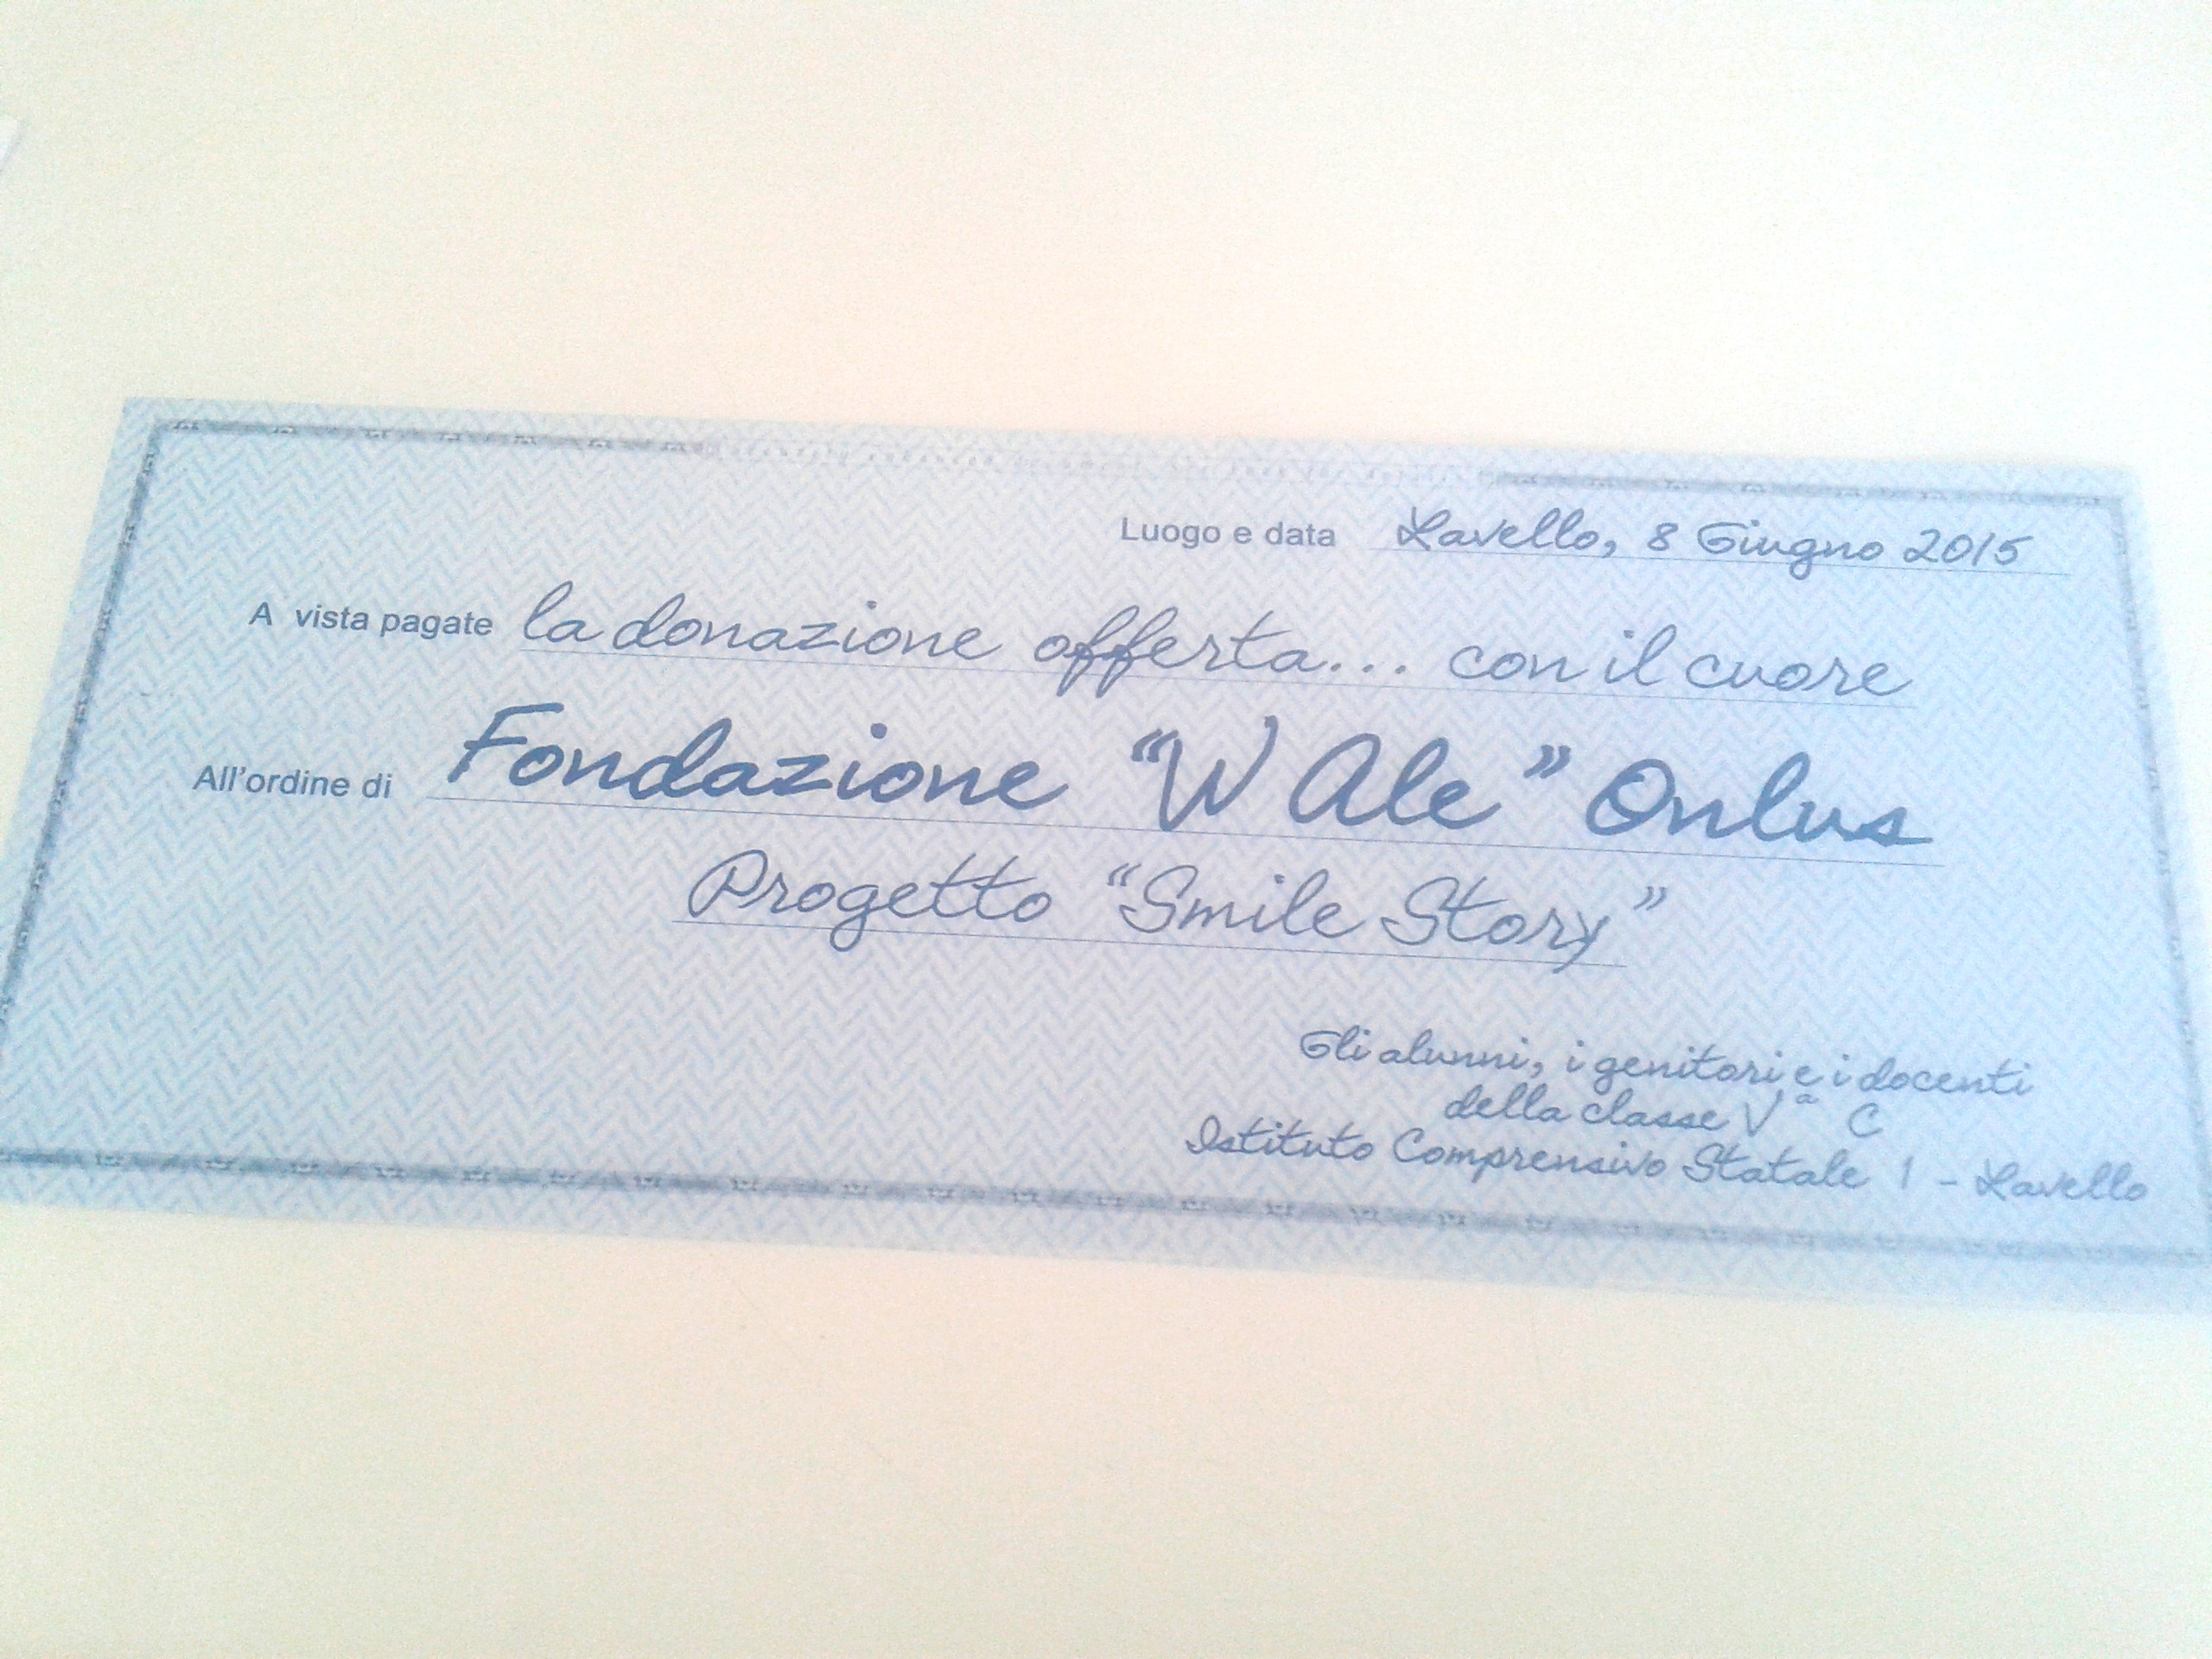 Luogo e data Lavello, 8 Giugno 2015
A vista pagate la donazione offerta... con il cuore
All'ordine di Fondazione "W Ale" Onlus
Progetto "Smile Story"
Gli alunni, i genitori e i docenti
della classe Vª C
Istituto Comprensivo Statale 1 - Lavello